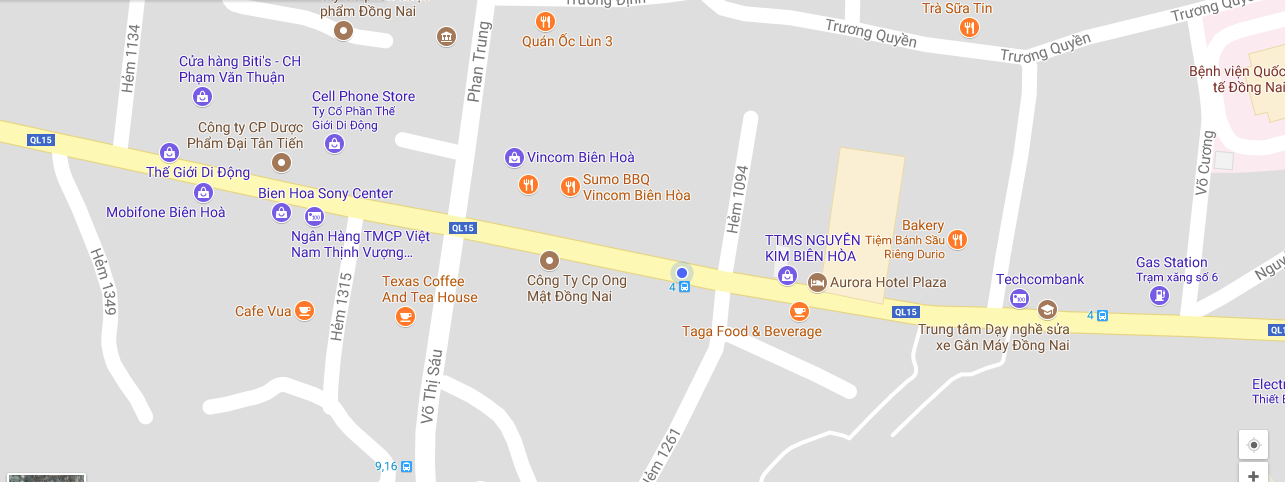 phẩm Đồng Nai
Trương Định
Trà Sữa Tin
Trương Quyền
Quán Ốc Lùn 3
Trương Quyền
Trương Quyền
Hẻm 1134
Phan Trung
Cửa hàng Biti's - CH
Phạm Văn Thuận
Bệnh viện Quốc
tế Đồng Nai
Cell Phone Store
Ty Cổ Phần Thế
Giới Di Động
Công ty CP Dược
Phẩm Đại Tân Tiến
QL15
Thế Giới Di Động
Vincom Biên Hoà
Sumo BBQ
Vincom Biên Hòa
Hẻm 1094
Võ Cương
Bien Hoa Sony Center
Mobifone Biên Hoà
Ngân Hàng TMCP Việt
Nam Thịnh Vượng...
QL15
Bakery
Tiệm Bánh Sầu
Riêng Durio
TTMS NGUYỄN
KIM BIÊN HÒA
Aurora Hotel Plaza
Gas Station
Trạm xăng số 6
Techcombank
Hẻm 1349
Hẻm 1315
Texas Coffee
And Tea House
Công Ty Cp Ong
Mật Đồng Nai
4
Cafe Vua
QL15
4
Taga Food & Beverage
Trung tâm Dạy nghề sửa
xe Gắn Máy Đồng Nai
Võ Thị Sáu
Hẻm 1261
9,16